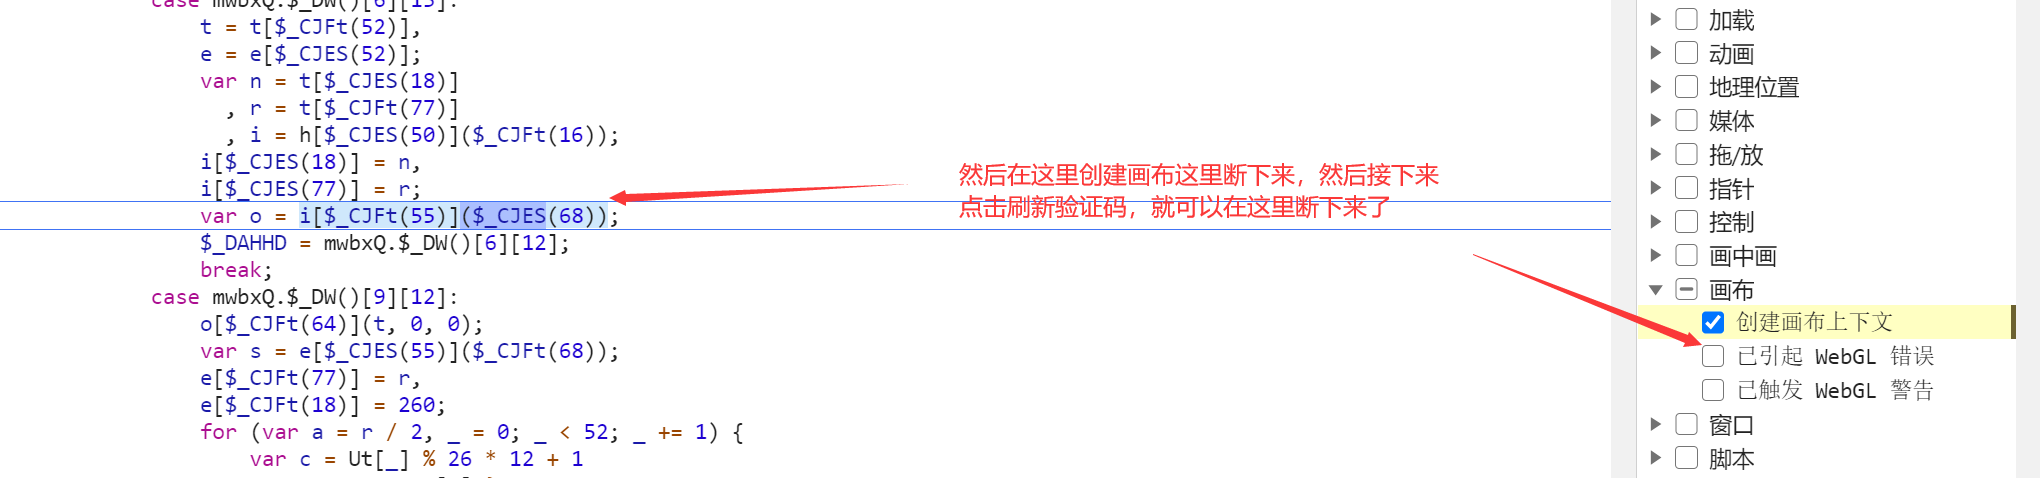 case mwbxQ.$_DW()[6][15]:
t = t[$_CJFt(52)],
e = e[$_CJES(52)];
var n = t[$_CJES(18)]
, r = t[$_CJFt(77)]
, i = h[$_CJES(50)]($_CJFt(16));
i[$_CJES(18)] = n,
i[$_CJES(77)] = r;
var o = i[$_CJFt(55)]($_CJES(68));
$_DAHHD = mwbxQ.$_DW()[6][12];
break;
case mwbxQ.$_DW()[9][12]:
o[$_CJFt(64)](t, 0, 0);
var s = e[$_CJES(55)]($_CJFt(68));
e[$_CJFt(77)] = r,
e[$_CJFt(18)] = 260;
for (var a = r / 2, _ = 0; _ < 52; _ += 1) {
var c = Ut[_] % 26 * 12 + 1
然后在这里创建画布这里断下来，然后接下来
点击刷新验证码，就可以在这里断下来了
加载
动画
地理位置
媒体
拖/放
指针
控制
画中画
画布
创建画布上下文
已引起 WebGL 错误
已触发 WebGL 警告
窗口
脚本